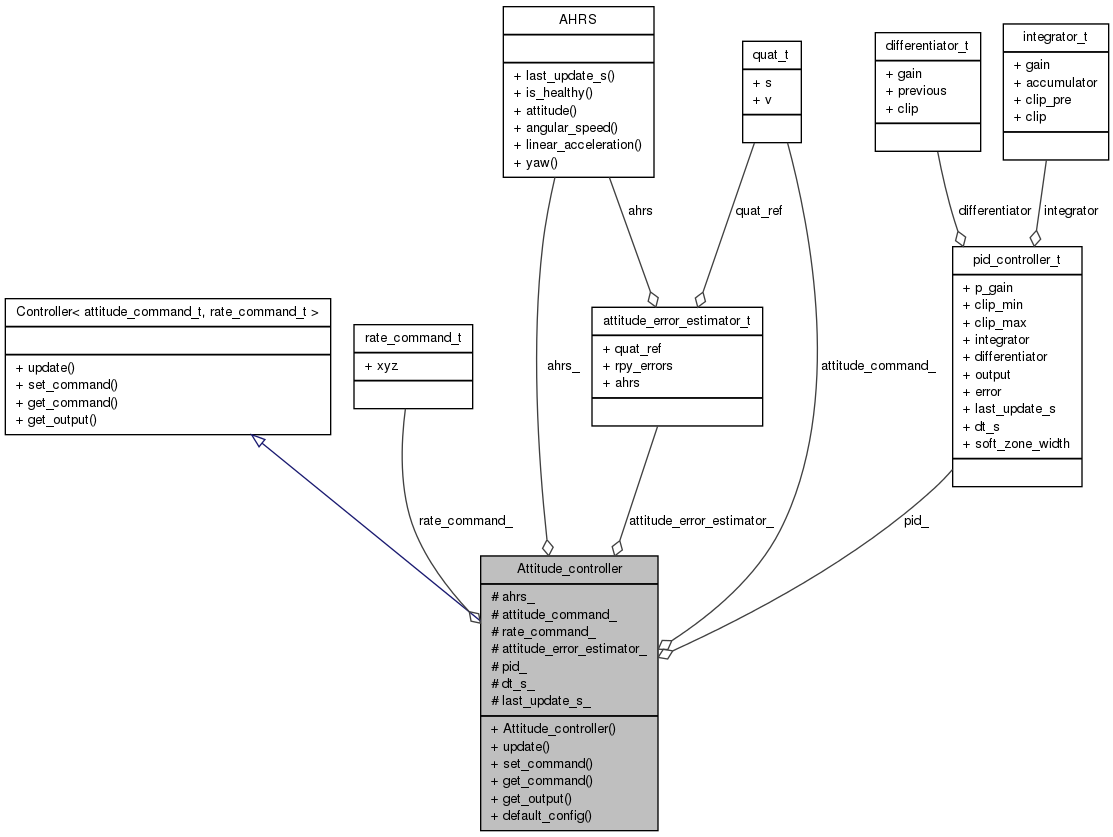 AHRS
+ last_update_s()
+ is_healthy()
+ attitude()
+ angular_speed()
+ linear_acceleration()
+ yaw()
quat_t
+ s
+ v
differentiator_t
+ gain
+ previous
+ clip
integrator_t
+ gain
+ accumulator
+ clip_pre
+ clip
ahrs
quat_ref
differentiator
integrator
Controller< attitude_command_t, rate_command_t >
+ update()
+ set_command()
+ get_command()
+ get_output()
rate_command_t
+ xyz
ahrs_
attitude_error_estimator_t
+ quat_ref
+ rpy_errors
+ ahrs
attitude_command_
pid_controller_t
+ p_gain
+ clip_min
+ clip_max
+ integrator
+ differentiator
+ output
+ error
+ last_update_s
+ dt_s
+ soft_zone_width
rate_command_
attitude_error_estimator_
pid_
Attitude_controller
# ahrs_
# attitude_command_
# rate_command_
# attitude_error_estimator_
# pid_
# dt_s_
# last_update_s_
+ Attitude_controller()
+ update()
+ set_command()
+ get_command()
+ get_output()
+ default_config()